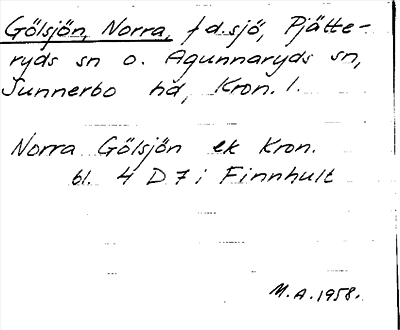 Gölsjön, Norra, f d. sjö, Pjätte-
ryds sn o. Agunnaryds sn,
Sunnerbo hd, Kron. l.
Norra Gölsjön ek Kron.
bl. 4 D 7 i Finnhult
M.A. 1958.